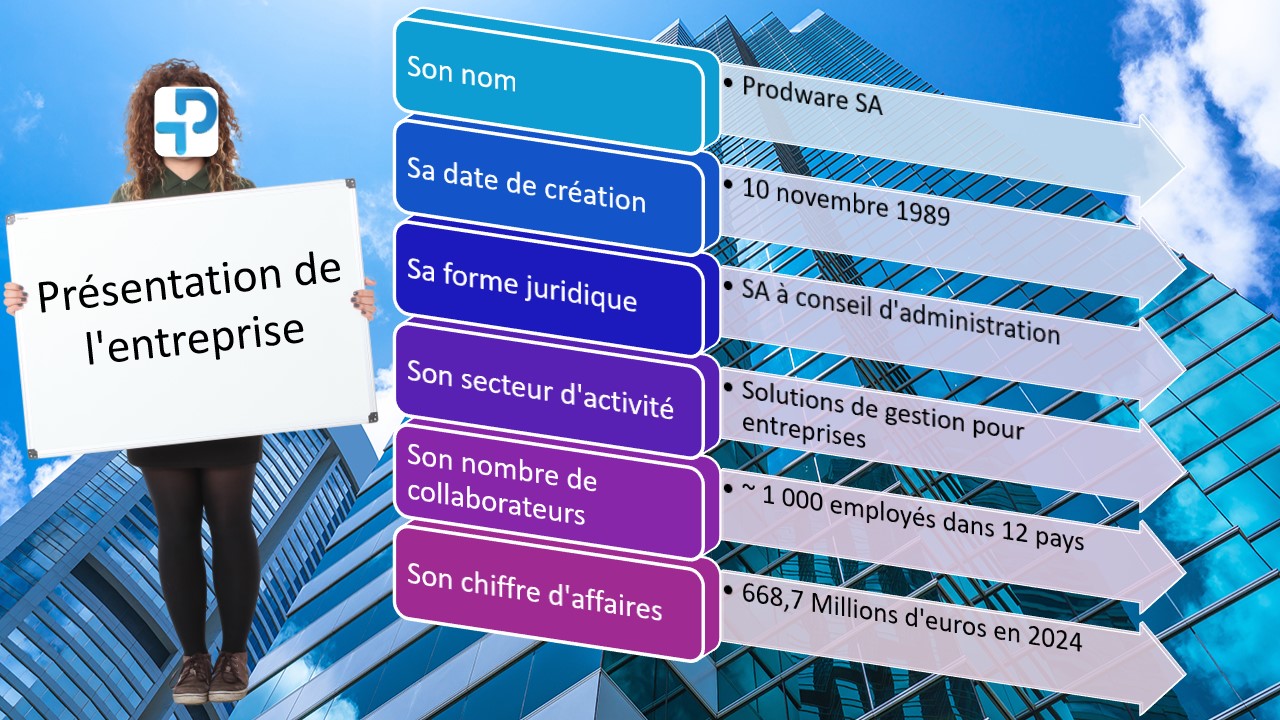 Présentation de
l'entreprise
Son nom
• Prodware SA
Sa date de création
• 10 novembre 1989
Sa forme juridique
• SA à conseil d'administration
Son secteur d'activité
• Solutions de gestion pour
entreprises
Son nombre de
collaborateurs
• ~ 1 000 employés dans 12 pays
Son chiffre d'affaires
• 668,7 Millions d'euros en 2024